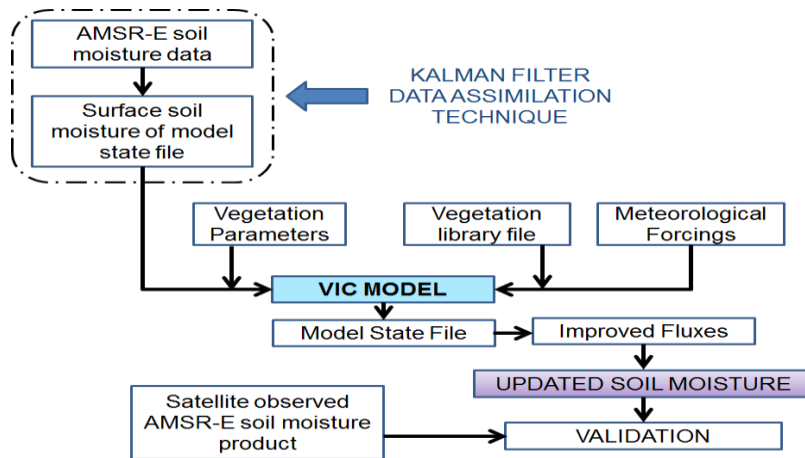 AMSR-E soil
moisture data
Surface soil
moisture of model
state file
KALMAN FILTER
DATA ASSIMILATION
TECHNIQUE
Vegetation
Parameters
Vegetation
library file
Meteorological
Forcings
VIC MODEL
Model State File
Improved Fluxes
UPDATED SOIL MOISTURE
Satellite observed
AMSR-E soil moisture
product
VALIDATION